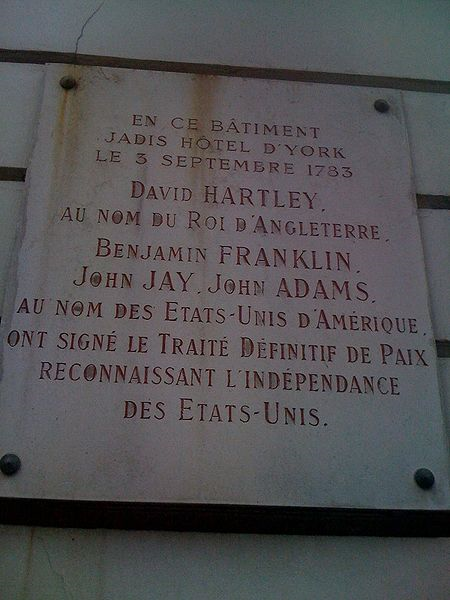 EN CE BÂTIMENT
JADIS HÔTEL D'YORK
LE 3 SEPTEMBRE 1783
DAVID HARTLEY,
AU NOM DU ROI D'ANGLETERRE,
BENJAMIN FRANKLIN,
JOHN JAY, JOHN ADAMS,
AU NOM DES ETATS-UNIS D'AMÉRIQUE,
ONT SIGNÉ LE TRAITÉ DÉFINITIF DE PAIX
RECONNAISSANT L'INDÉPENDANCE
DES ETATS-UNIS.